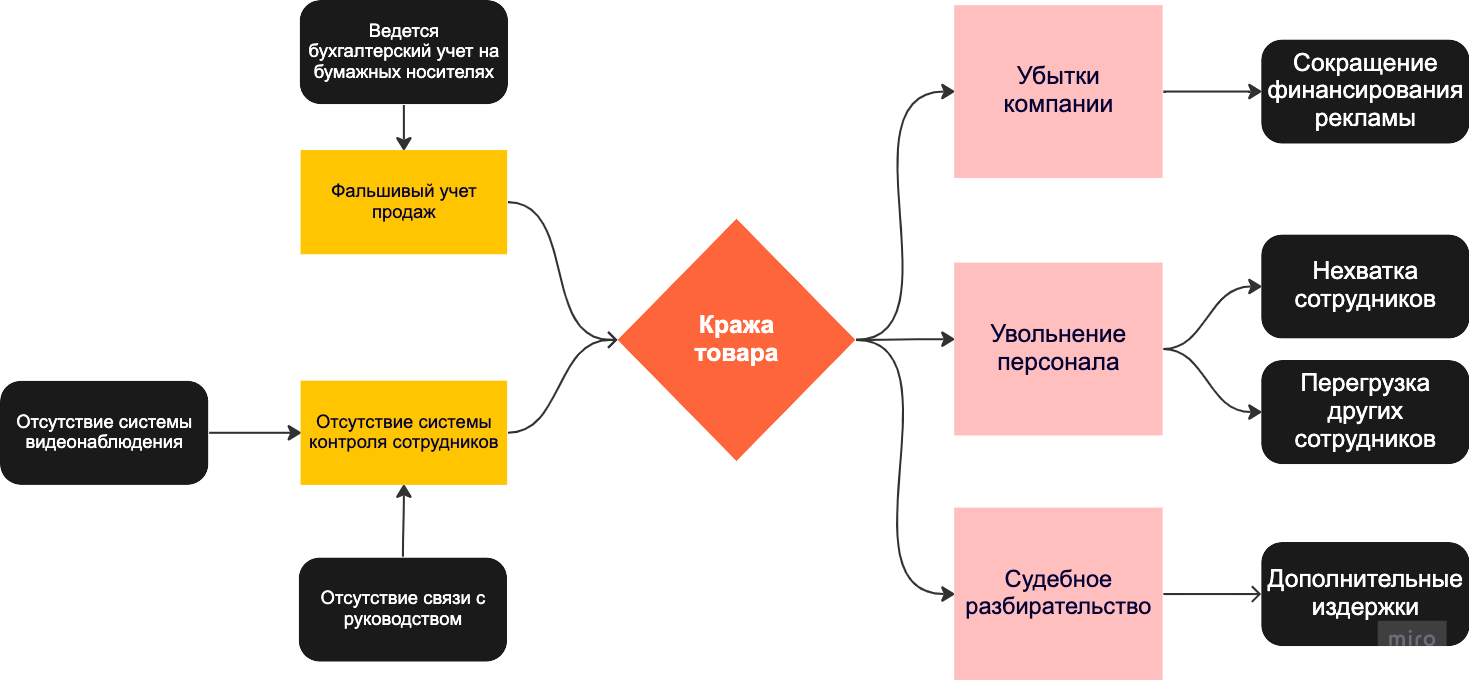 Ведется
бухгалтерский учет на
бумажных носителях
Фальшивый учет
продаж
Отсутствие системы
видеонаблюдения
Отсутствие системы
контроля сотрудников
Отсутствие связи с
руководством
Кража
товара
Убытки
компании
Сокращение
финансирования
рекламы
Увольнение
персонала
Нехватка
сотрудников
Перегрузка
других
сотрудников
Судебное
разбирательство
Дополнительные
издержки
miro